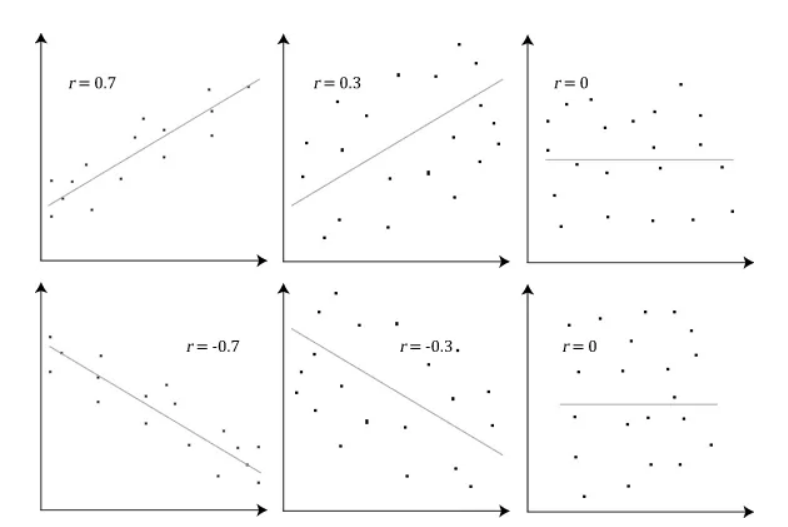 r = 0.7
r = 0.3
r = 0
r = -0.7
r = -0.3
r = 0